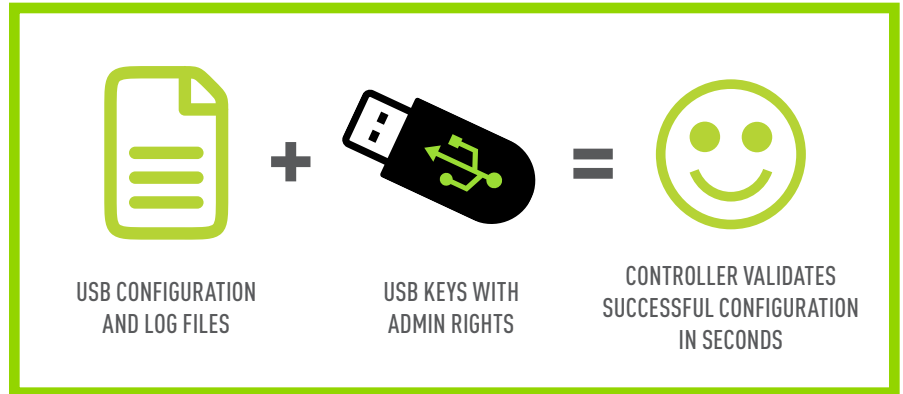 +
=
USB CONFIGURATION
AND LOG FILES
USB KEYS WITH
ADMIN RIGHTS
CONTROLLER VALIDATES
SUCCESSFUL CONFIGURATION
IN SECONDS